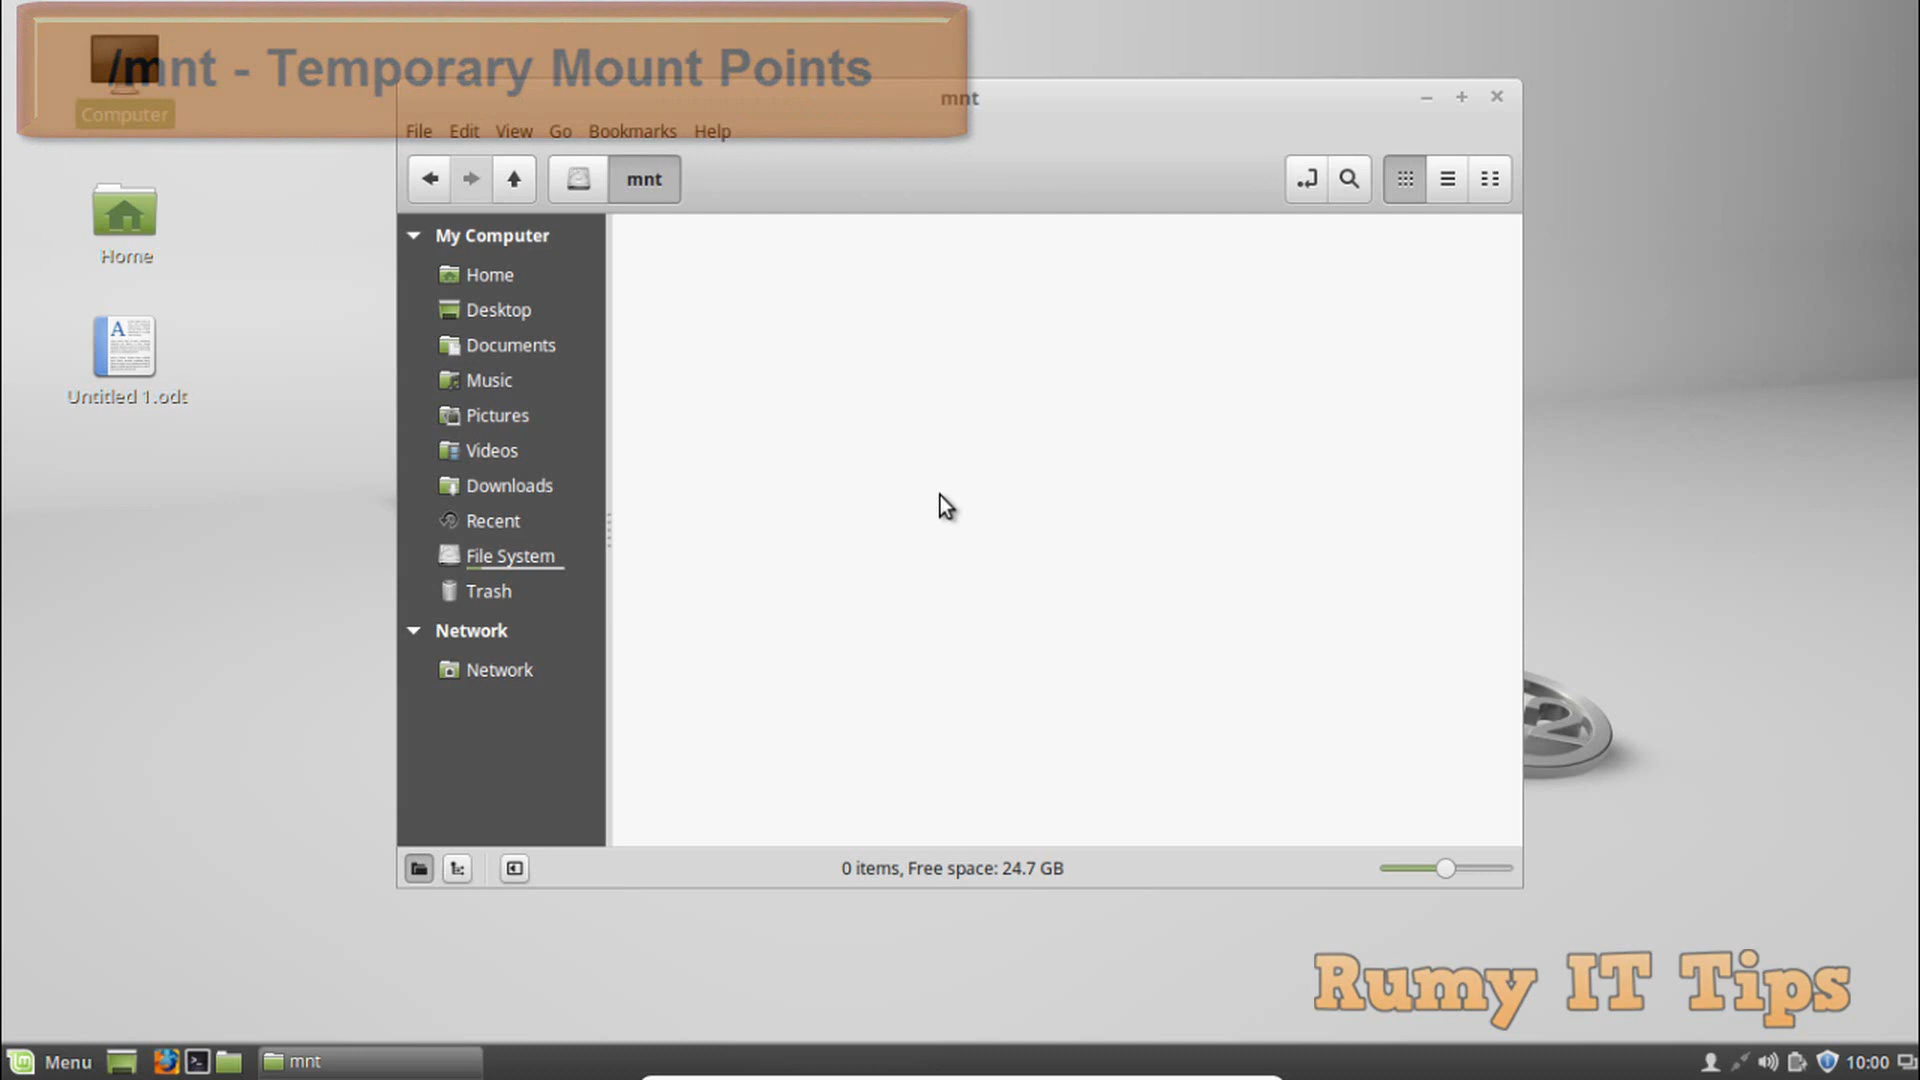 /mnt - Temporary Mount Points
Computer
mnt
File Edit View Go Bookmarks Help
mnt
My Computer
Home
Desktop
Documents
Music
Pictures
Videos
Downloads
Recent
File System
Trash
Network
Network
Home
A
Untitled 1.odt
0 items, Free space: 24.7 GB
Rumy IT Tips
Menu
mnt
10:00